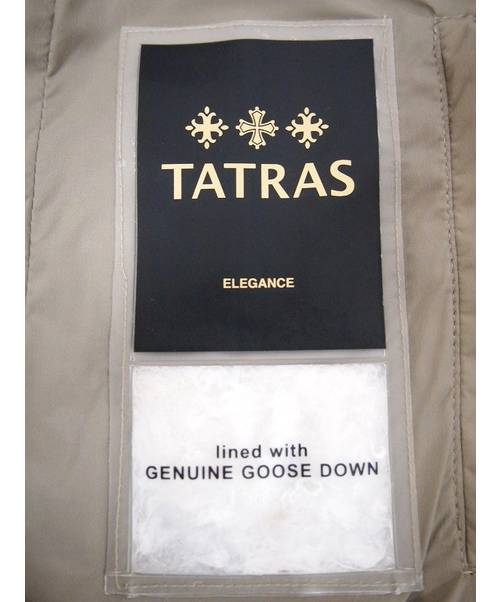 TATRAS
ELEGANCE
lined with
GENUINE GOOSE DOWN